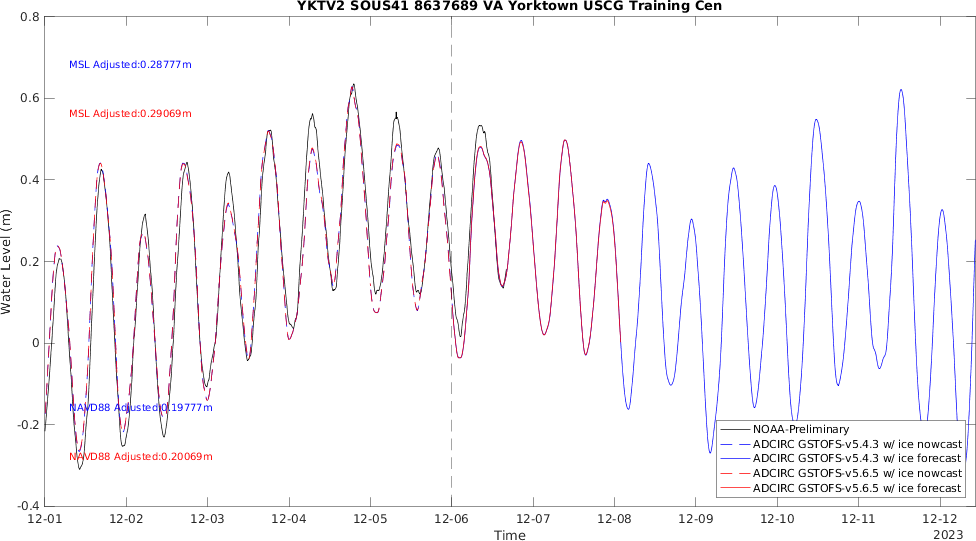 YKTV2 SOUS41 8637689 VA Yorktown USCG Training Cen
0.8
0.6
0.4
0.2
0
-0.2
-0.4
Water Level (m)
MSL Adjusted:0.28777m
MSL Adjusted:0.29069m
NAVD88 Adjusted:0.19777m
NAVD88 Adjusted:0.20069m
NOAA-Preliminary
ADCIRC GSTOFS-v5.4.3 w/ ice nowcast
ADCIRC GSTOFS-v5.4.3 w/ ice forecast
ADCIRC GSTOFS-v5.6.5 w/ ice nowcast
ADCIRC GSTOFS-v5.6.5 w/ ice forecast
12-01 12-02 12-03 12-04 12-05 12-06 12-07 12-08 12-09 12-10 12-11 12-12
Time
2023